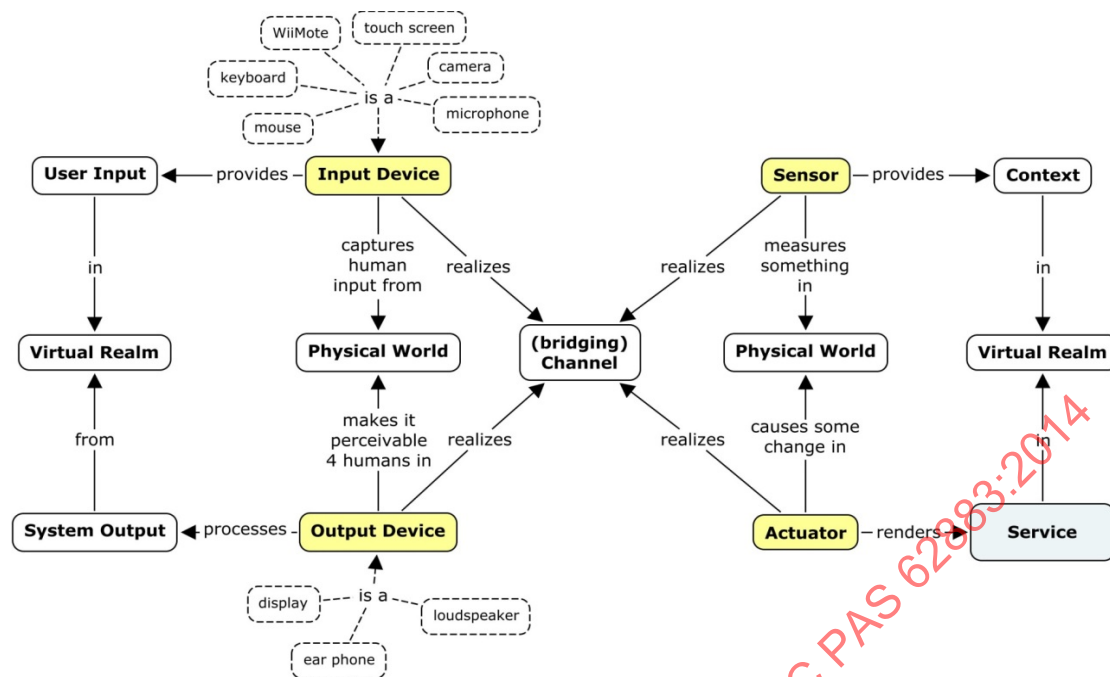 WiiMote
touch screen
keyboard
camera
is a
mouse
microphone
User Input
provides
Input Device
Sensor
provides
Context
in
captures
human
input from
realizes
realizes
measures
something
in
in
Virtual Realm
Physical World
(bridging)
Channel
Physical World
Virtual Realm
from
makes it
perceivable
4 humans in
realizes
realizes
causes some
change in
in
System Output
processes
Output Device
Actuator
renders
Service
display
is a
loudspeaker
ear phone
C PAS 62883:2014